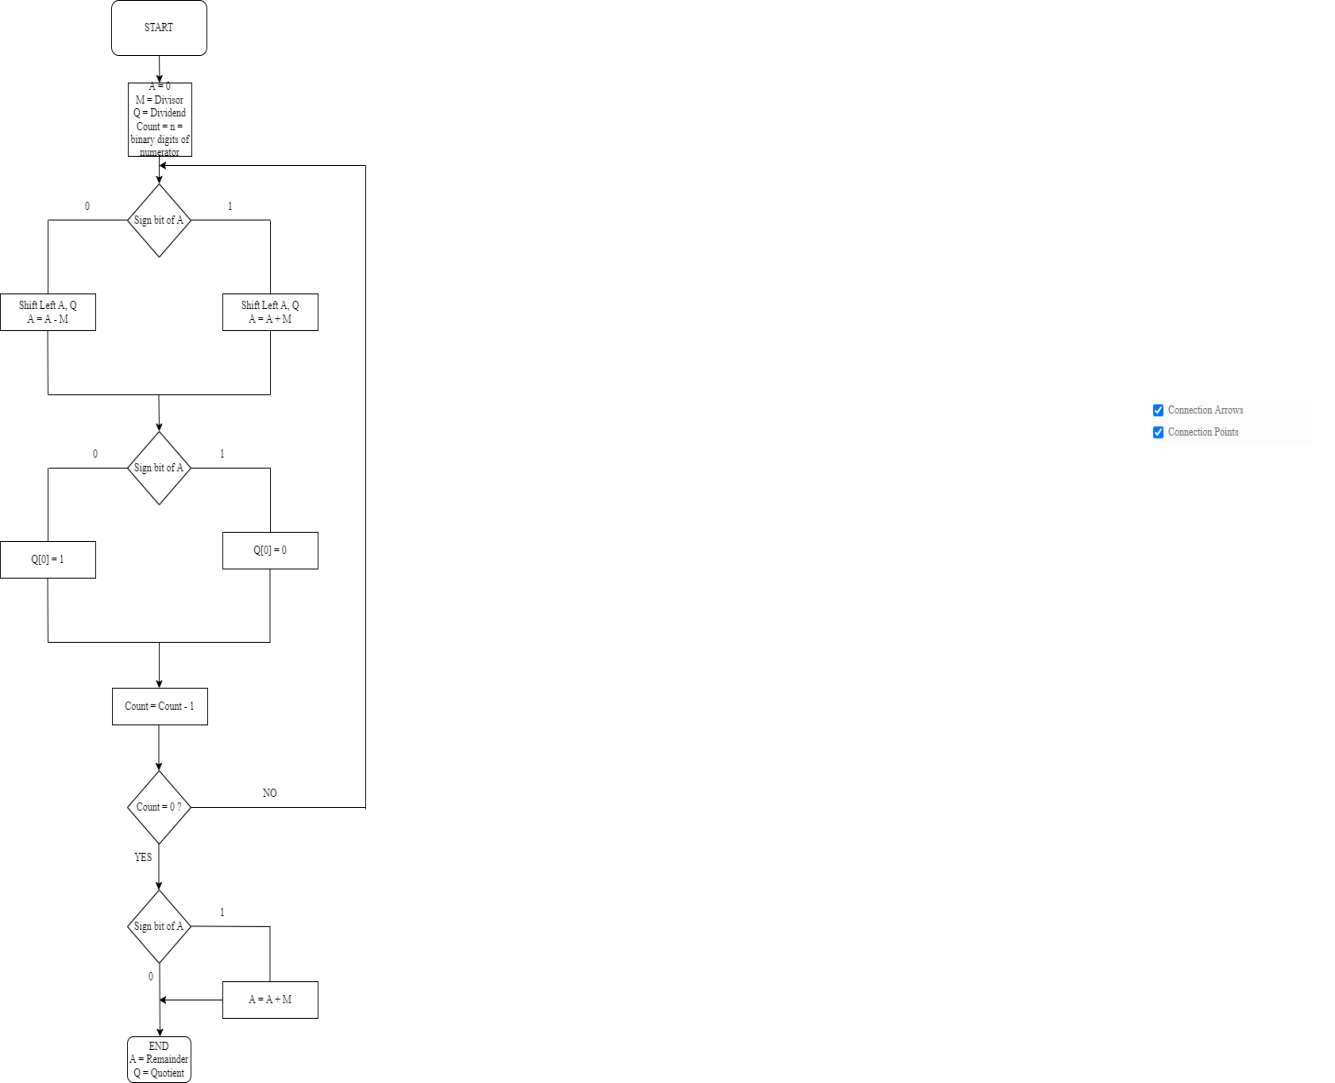 START
A = 0
M = Divisor
Q = Dividend
Count = n =
binary digits of
numerator
0
1
Sign bit of A
Shift Left A, Q
A = A - M
Shift Left A, Q
A = A + M
Connection Arrows
Connection Points
0
1
Sign bit of A
Q[0] = 1
Q[0] = 0
Count = Count - 1
Count = 0 ?
NO
YES
Sign bit of A
1
0
A = A + M
END
A = Remainder
Q = Quotient